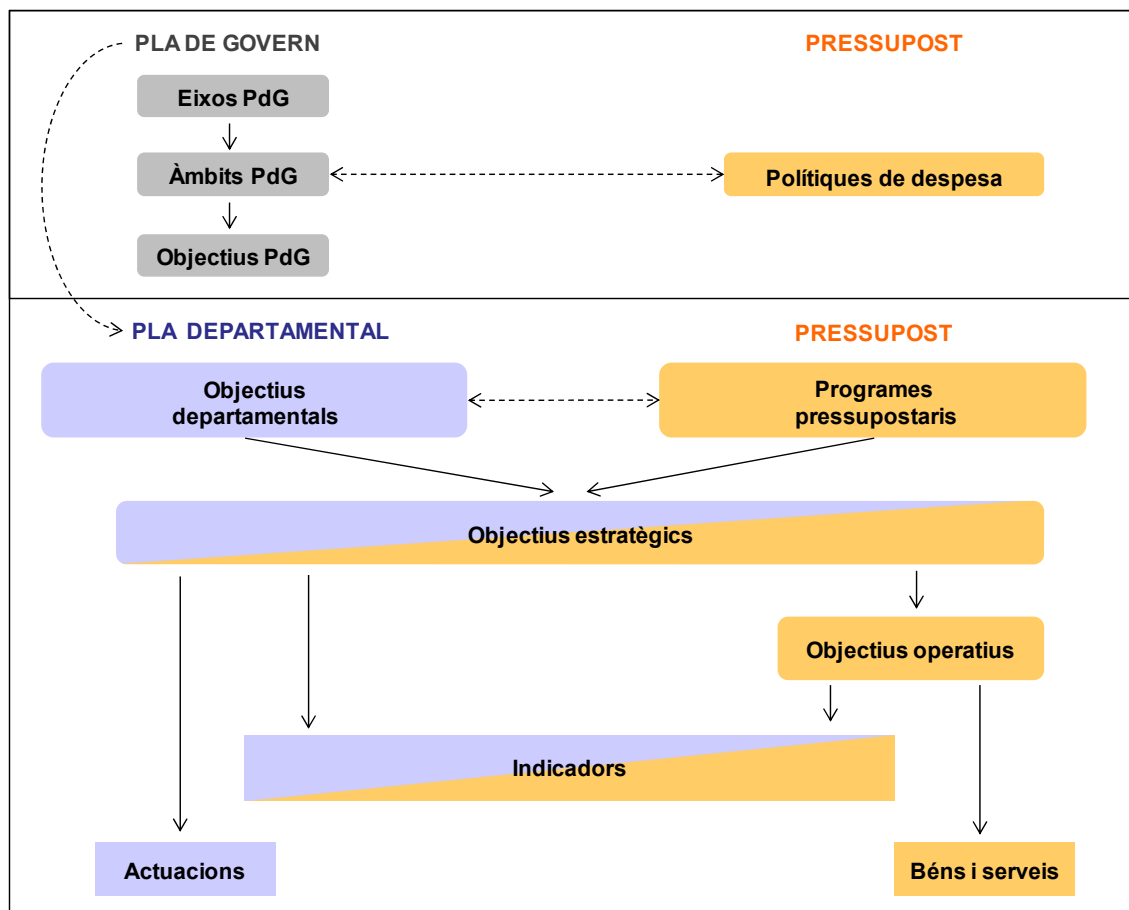 PLA DE GOVERN
PRESSUPOST
Eixos PdG
Àmbits PdG
Polítiques de despesa
Objectius PdG
PLA DEPARTAMENTAL
PRESSUPOST
Objectius
departamentals
Programes
pressupostaris
Objectius estratègics
Objectius operatius
Indicadors
Actuacions
Béns i serveis